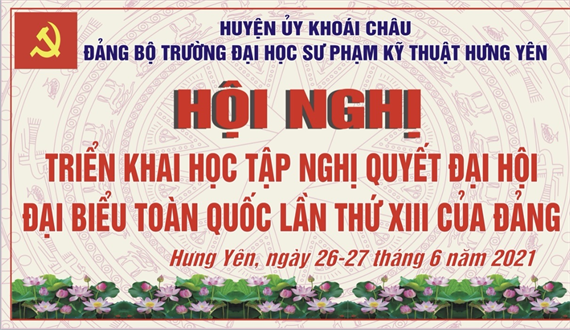 HUYỆN ỦY KHOÁI CHÂU
ĐẢNG BỘ TRƯỜNG ĐẠI HỌC SƯ PHẠM KỸ THUẬT HƯNG YÊN
HỘI NGHỊ
TRIỂN KHAI HỌC TẬP NGHỊ QUYẾT ĐẠI HỘI
ĐẠI BIỂU TOÀN QUỐC LẦN THỨ XIII CỦA ĐẢNG
Hưng Yên, ngày 26-27 tháng 6 năm 2021